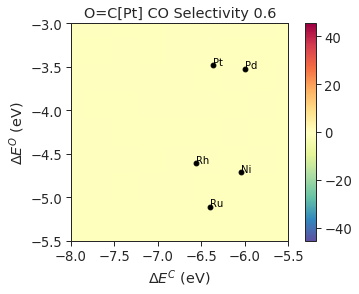 O=C[Pt] CO Selectivity 0.6
−3.0
−3.5
−4.0
−4.5
−5.0
−5.5
ΔE^O (eV)
Pt
Pd
Rh
Ni
Ru
−8.0 −7.5 −7.0 −6.5 −6.0 −5.5
ΔE^C (eV)
40
20
0
−20
−40